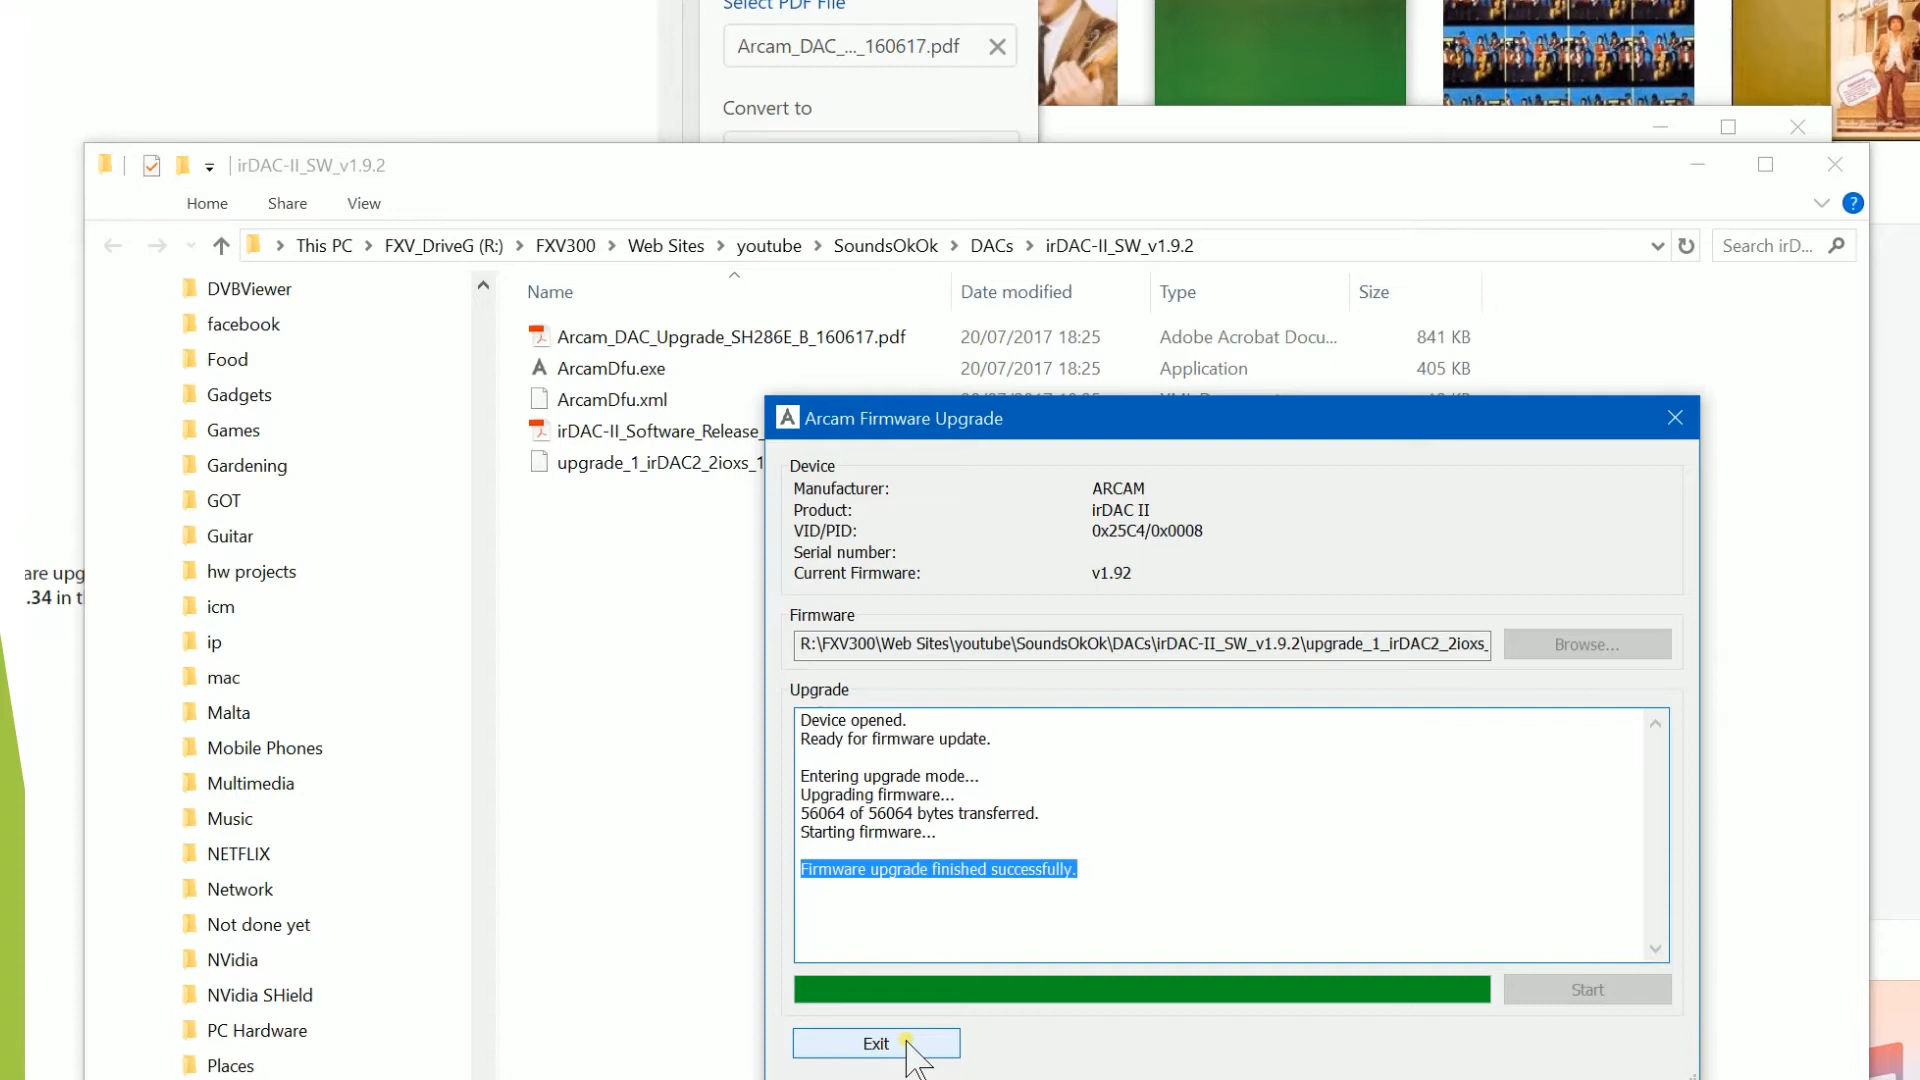 Select PDF File
Arcam_DAC_..._160617.pdf
Convert to
irDAC-II_SW_v1.9.2
Home Share View
This PC FXV_DriveG (R:) FXV300 Web Sites youtube SoundsOkOk DACs irDAC-II_SW_v1.9.2
Search irD...
Name Date modified Type Size
DVBViewer
facebook
Food
Gadgets
Games
Gardening
GOT
Guitar
hw projects
icm
ip
mac
Malta
Mobile Phones
Multimedia
Music
NETFLIX
Network
Not done yet
NVidia
NVidia SHield
PC Hardware
Places
Arcam_DAC_Upgrade_SH286E_B_160617.pdf 20/07/2017 18:25 Adobe Acrobat Docu... 841 KB
ArcamDfu.exe 20/07/2017 18:25 Application 405 KB
ArcamDfu.xml
irDAC-II_Software_Release_
upgrade_1_irDAC2_2ioxs_1
are upg
.34 in t
Arcam Firmware Upgrade
Device
Manufacturer: ARCAM
Product: irDAC II
VID/PID: 0x25C4/0x0008
Serial number:
Current Firmware: v1.92
Firmware
R:\FXV300\Web Sites\youtube\SoundsOkOk\DACs\irDAC-II_SW_v1.9.2\upgrade_1_irDAC2_2ioxs_
Browse...
Upgrade
Device opened.
Ready for firmware update.
Entering upgrade mode...
Upgrading firmware...
56064 of 56064 bytes transferred.
Starting firmware...
Firmware upgrade finished successfully.
Start
Exit